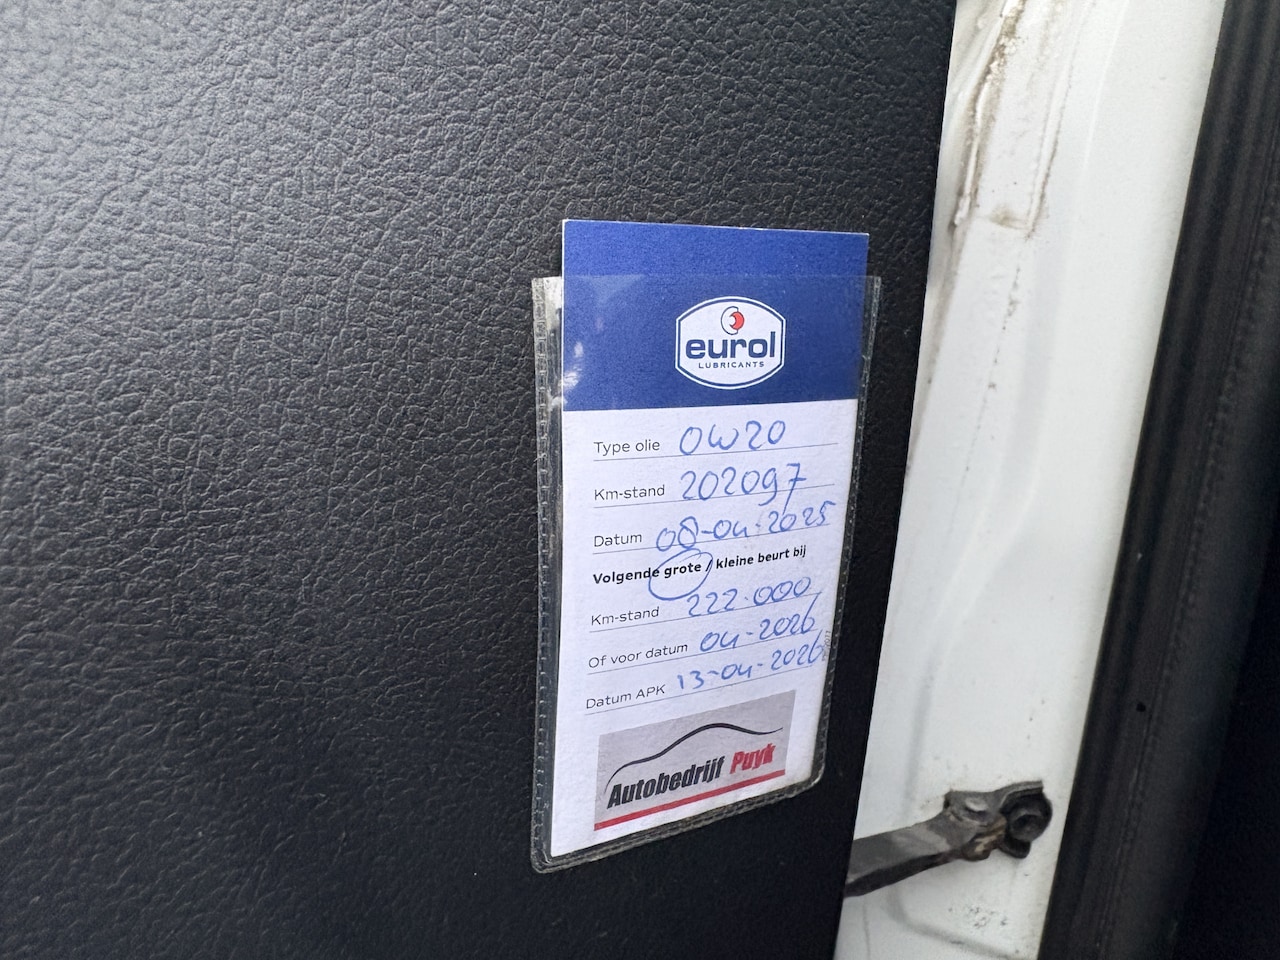 eurol
LUBRICANTS
Type olie 0W20
Km-stand 202097
Datum 08-04-2025
Volgende grote / kleine beurt bij
Km-stand 222.000
Of voor datum 04-2026
Datum APK 13-04-2026
Autobedrijf Puyk